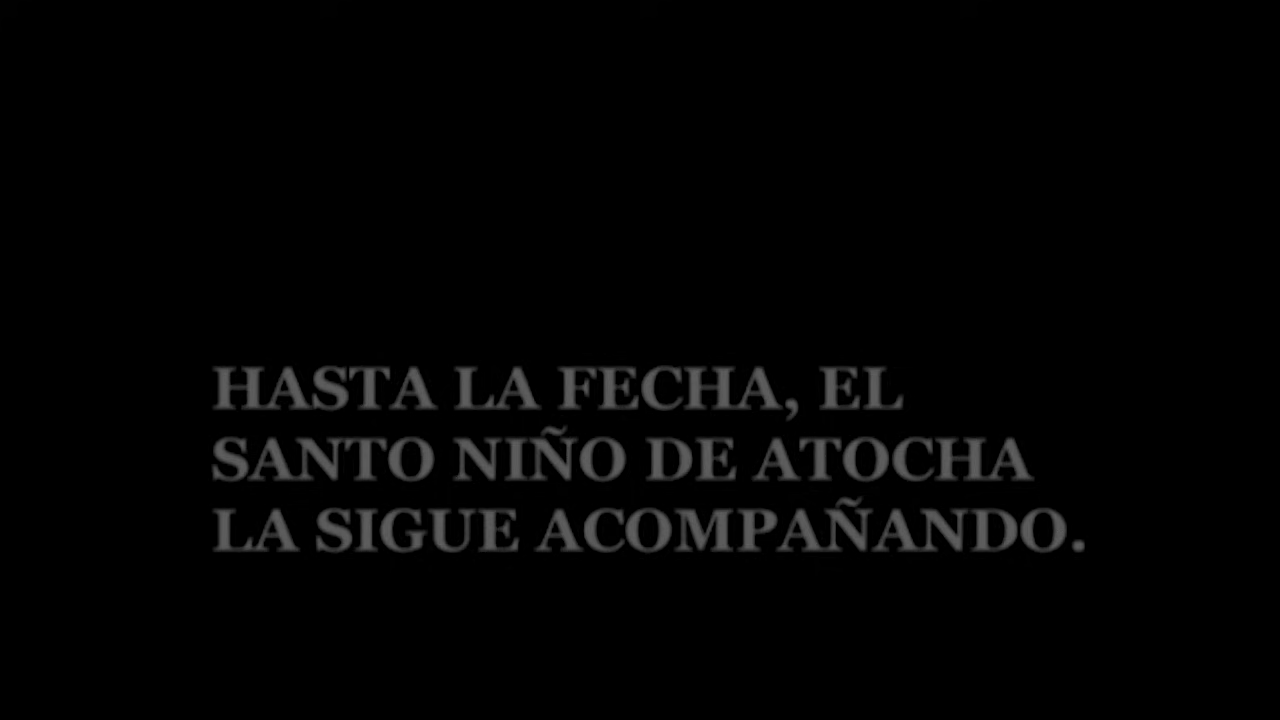 HASTA LA FECHA, EL
SANTO NIÑO DE ATOCHA
LA SIGUE ACOMPAÑANDO.